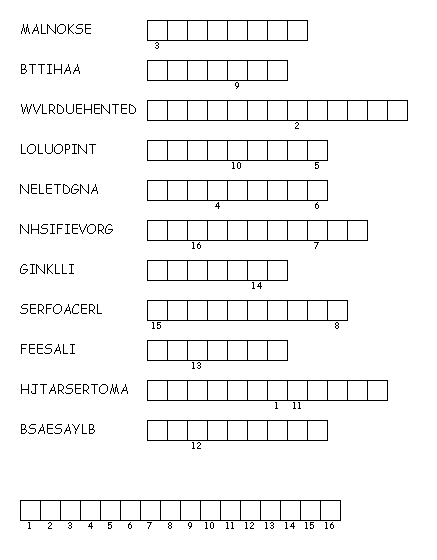 MALNOKSE
3
BTTIHAA
9
WVLRDUEHENTED
2
LOLUOPINT
10 5
NELETDGNA
4 6
NHSIFIEVORG
16 7
GINKLLI
14
SERFOACERL
15 8
FEESALI
13
HJTARSERTOMA
1 11
BSAESAYLB
12
1 2 3 4 5 6 7 8 9 10 11 12 13 14 15 16